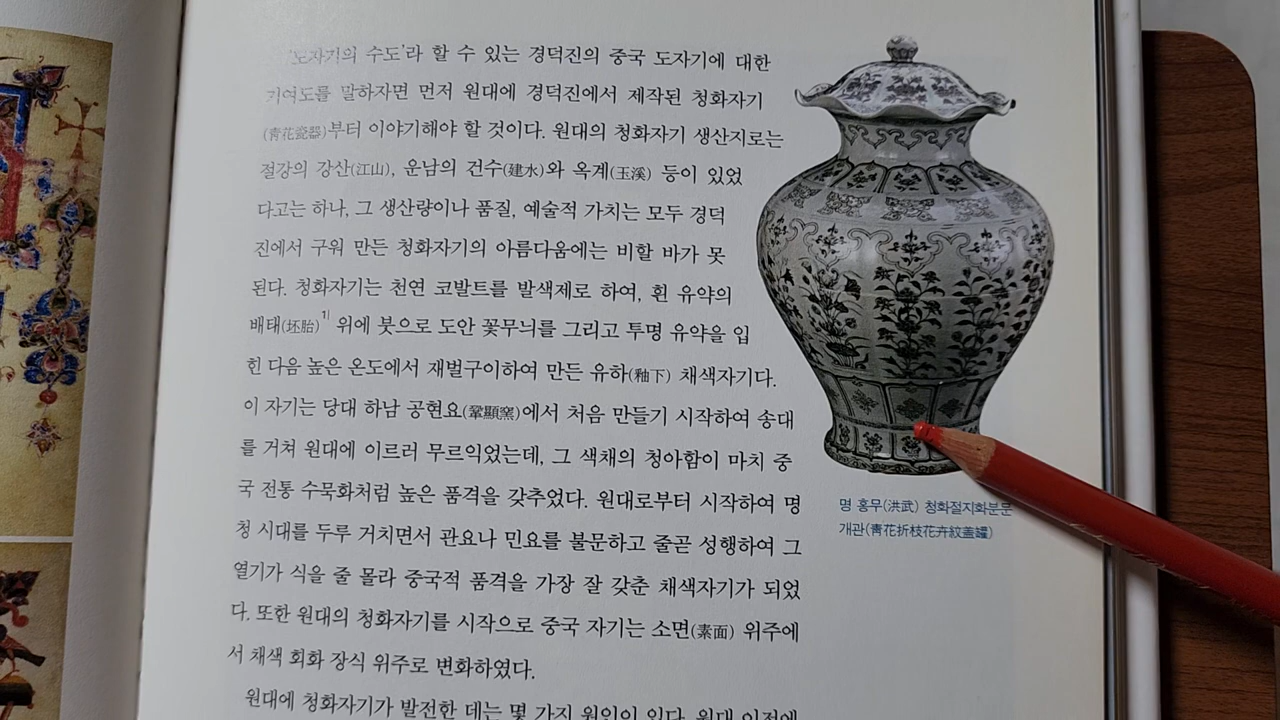 '도자기의 수도'라 할 수 있는 경덕진의 중국 도자기에 대한
기여도를 말하자면 먼저 원대에 경덕진에서 제작된 청화자기
(靑花瓷器)부터 이야기해야 할 것이다. 원대의 청화자기 생산지로는
절강의 강산(江山), 운남의 건수(建水)와 옥계(玉溪) 등이 있었
다고는 하나, 그 생산량이나 품질, 예술적 가치는 모두 경덕
진에서 구워 만든 청화자기의 아름다움에는 비할 바가 못
된다. 청화자기는 천연 코발트를 발색제로 하여, 흰 유약의
배태(坯胎)1) 위에 붓으로 도안 꽃무늬를 그리고 투명 유약을 입
힌 다음 높은 온도에서 재벌구이하여 만든 유하(釉下) 채색자기다.
이 자기는 당대 하남 공현요(鞏縣窯)에서 처음 만들기 시작하여 송대
를 거쳐 원대에 이르러 무르익었는데, 그 색채의 청아함이 마치 중
국 전통 수묵화처럼 높은 품격을 갖추었다. 원대로부터 시작하여 명
청 시대를 두루 거치면서 관요나 민요를 불문하고 줄곧 성행하여 그
열기가 식을 줄 몰라 중국적 품격을 가장 잘 갖춘 채색자기가 되었
다. 또한 원대의 청화자기를 시작으로 중국 자기는 소면(素面) 위주에
서 채색 회화 장식 위주로 변화하였다.
원대에 청화자기가 발전한 데는 몇 가지 원인이 있다. 원대 이전에
명 홍무(洪武) 청화절지화분문
개관(靑花折枝花卉紋盖罐)